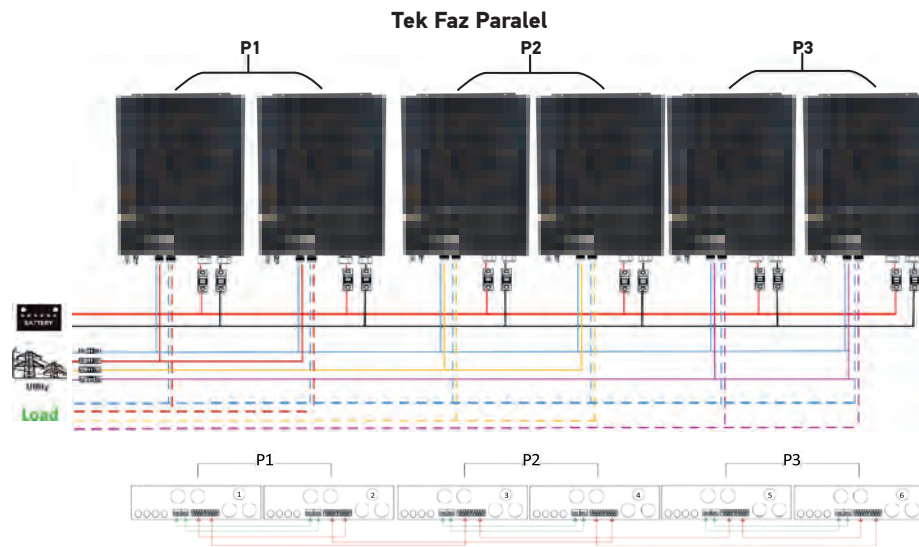 Tek Faz Paralel
P1 P2 P3
BATTERY
Utility
Load
P1 P2 P3
1 2 3 4 5 6